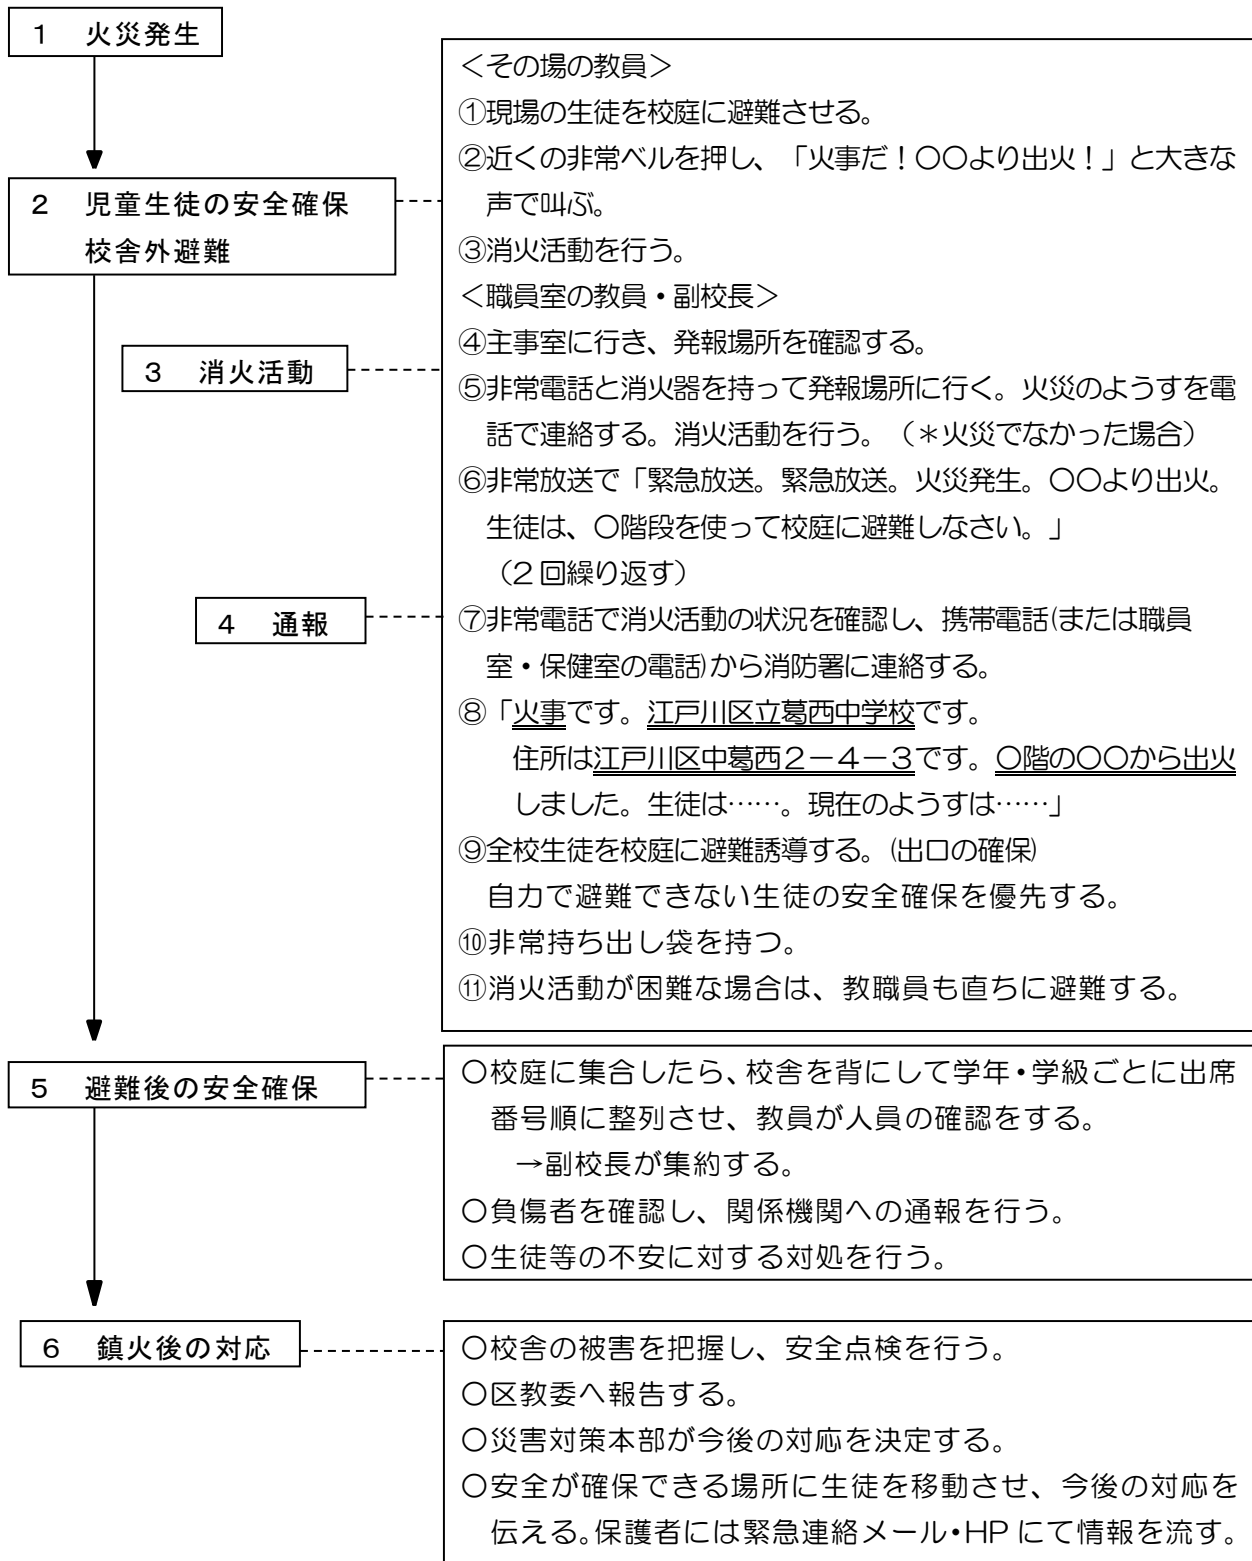 １　火災発生
２　児童生徒の安全確保
校舎外避難
３　消火活動
４　通報
＜その場の教員＞
①現場の生徒を校庭に避難させる。
②近くの非常ベルを押し、「火事だ！〇〇より出火！」と大きな
声で叫ぶ。
③消火活動を行う。
＜職員室の教員・副校長＞
④主事室に行き、発報場所を確認する。
⑤非常電話と消火器を持って発報場所に行く。火災のようすを電
話で連絡する。消火活動を行う。（＊火災でなかった場合）
⑥非常放送で「緊急放送。緊急放送。火災発生。〇〇より出火。
生徒は、〇階段を使って校庭に避難しなさい。」
（２回繰り返す）
⑦非常電話で消火活動の状況を確認し、携帯電話(または職員
室・保健室の電話)から消防署に連絡する。
⑧「火事です。江戸川区立葛西中学校です。
住所は江戸川区中葛西２－４－３です。〇階の〇〇から出火
しました。生徒は……。現在のようすは……」
⑨全校生徒を校庭に避難誘導する。(出口の確保)
自力で避難できない生徒の安全確保を優先する。
⑩非常持ち出し袋を持つ。
⑪消火活動が困難な場合は、教職員も直ちに避難する。
５　避難後の安全確保
〇校庭に集合したら、校舎を背にして学年・学級ごとに出席
番号順に整列させ、教員が人員の確認をする。
→副校長が集約する。
〇負傷者を確認し、関係機関への通報を行う。
〇生徒等の不安に対する対処を行う。
６　鎮火後の対応
〇校舎の被害を把握し、安全点検を行う。
〇区教委へ報告する。
〇災害対策本部が今後の対応を決定する。
〇安全が確保できる場所に生徒を移動させ、今後の対応を
伝える。保護者には緊急連絡メール・HP にて情報を流す。